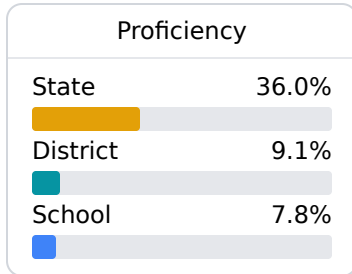 Proficiency
State 36.0%
District 9.1%
School 7.8%